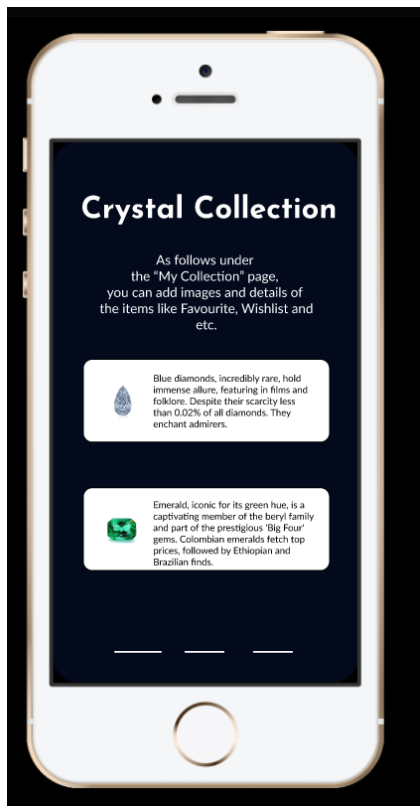 Crystal Collection
As follows under
the “My Collection” page,
you can add images and details of
the items like Favourite, Wishlist and
etc.
Blue diamonds, incredibly rare, hold
immense allure, featuring in films and
folklore. Despite their scarcity less
than 0.02% of all diamonds. They
enchant admirers.
Emerald, iconic for its green hue, is a
captivating member of the beryl family
and part of the prestigious 'Big Four'
gems. Colombian emeralds fetch top
prices, followed by Ethiopian and
Brazilian finds.